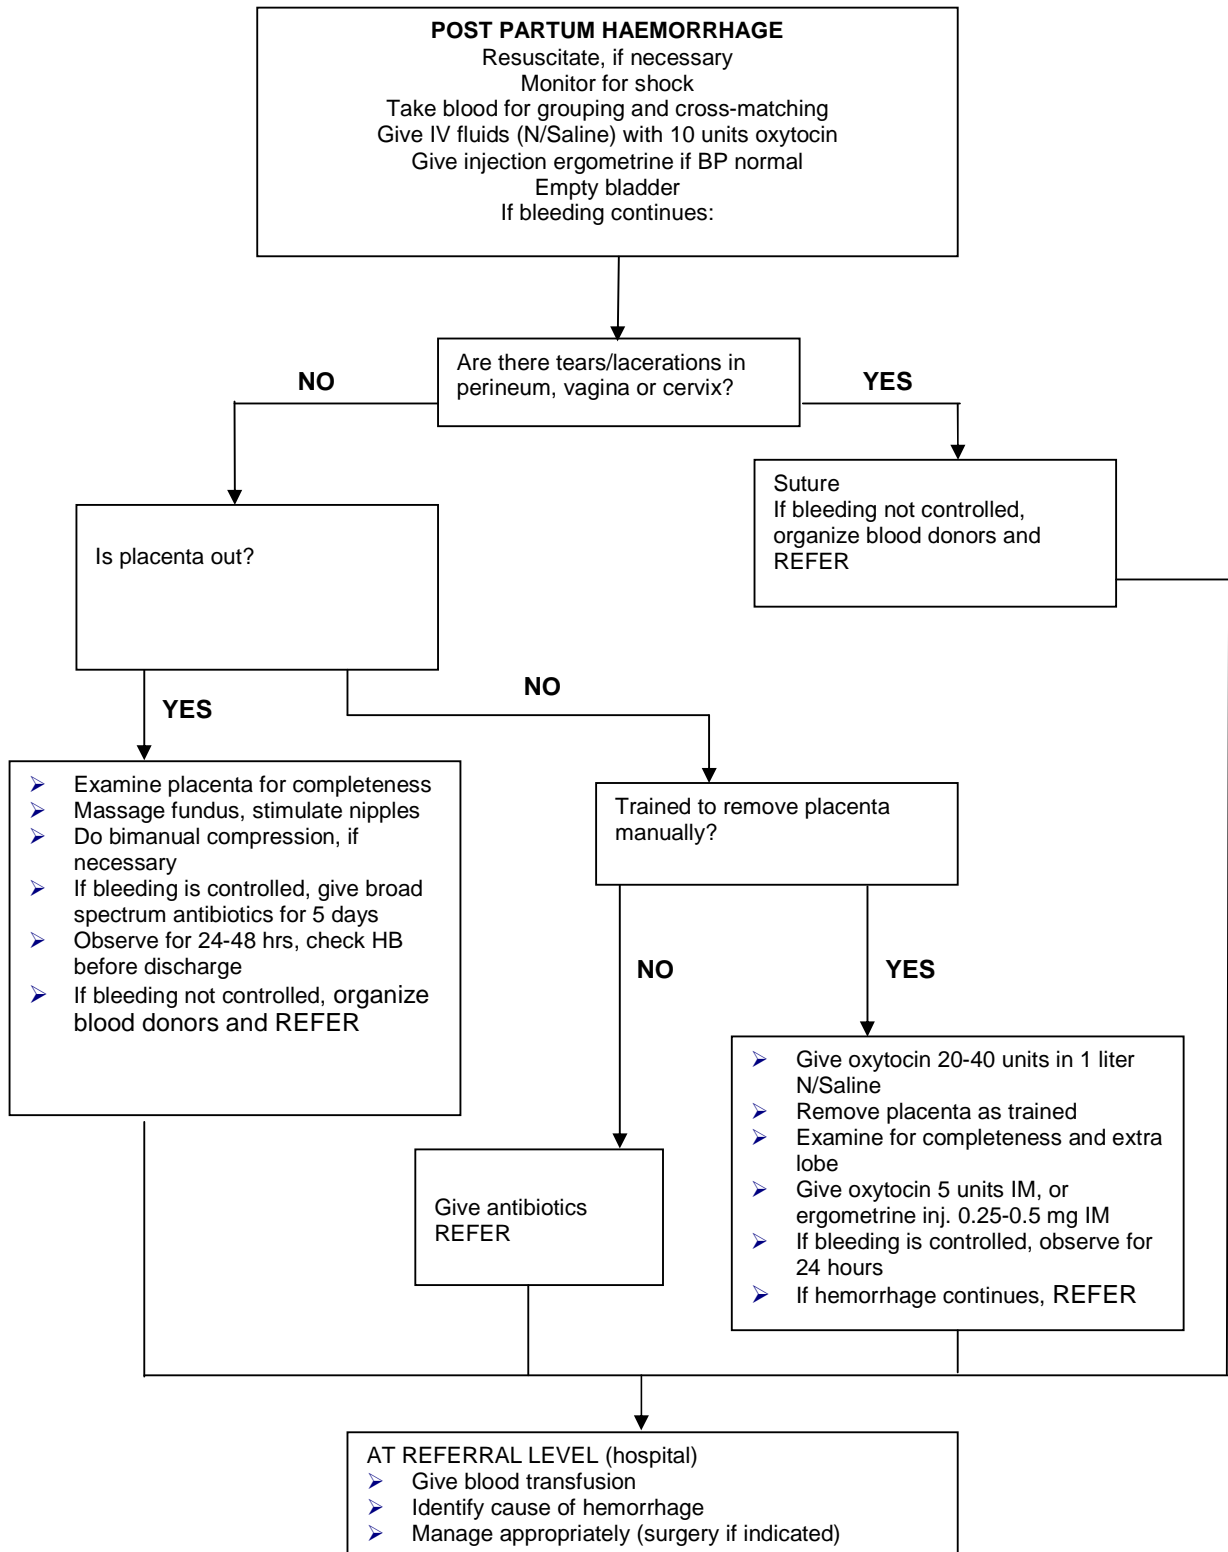 POST PARTUM HAEMORRHAGE
Resuscitate, if necessary
Monitor for shock
Take blood for grouping and cross-matching
Give IV fluids (N/Saline) with 10 units oxytocin
Give injection ergometrine if BP normal
Empty bladder
If bleeding continues:
Are there tears/lacerations in
perineum, vagina or cervix?
NO
YES
Suture
If bleeding not controlled,
organize blood donors and
REFER
Is placenta out?
YES
NO
➢ Examine placenta for completeness
➢ Massage fundus, stimulate nipples
➢ Do bimanual compression, if
necessary
➢ If bleeding is controlled, give broad
spectrum antibiotics for 5 days
➢ Observe for 24-48 hrs, check HB
before discharge
➢ If bleeding not controlled, organize
blood donors and REFER
Trained to remove placenta
manually?
NO
YES
Give antibiotics
REFER
➢ Give oxytocin 20-40 units in 1 liter
N/Saline
➢ Remove placenta as trained
➢ Examine for completeness and extra
lobe
➢ Give oxytocin 5 units IM, or
ergometrine inj. 0.25-0.5 mg IM
➢ If bleeding is controlled, observe for
24 hours
➢ If hemorrhage continues, REFER
AT REFERRAL LEVEL (hospital)
➢ Give blood transfusion
➢ Identify cause of hemorrhage
➢ Manage appropriately (surgery if indicated)